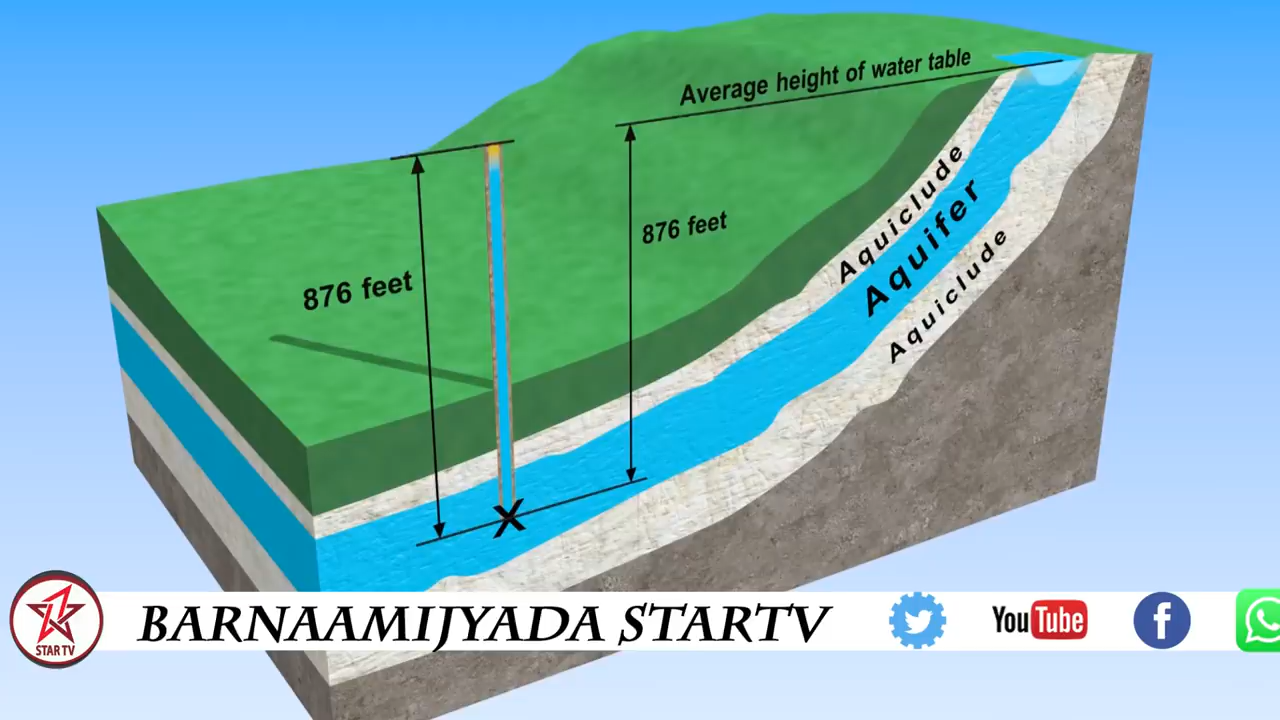 Average height of water table
876 feet
876 feet
Aquiclude
Aquifer
Aquiclude
X
STAR TV
BARNAAMIJYADA STARTV
YouTube
f